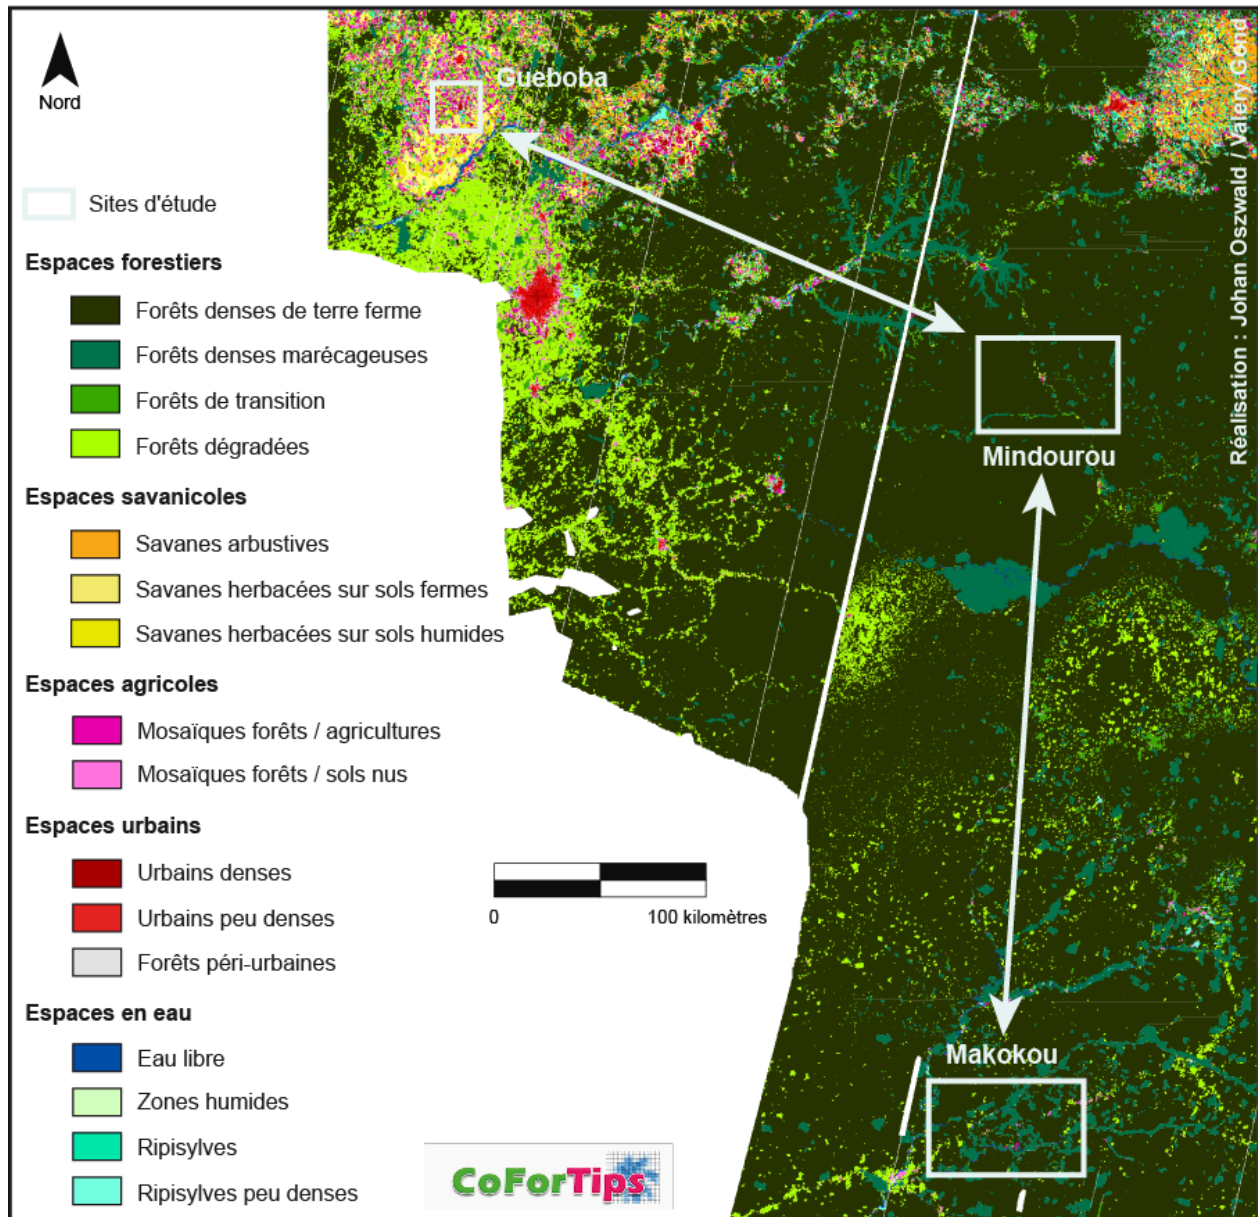 Nord
Sites d'étude
Espaces forestiers
Forêts denses de terre ferme
Forêts denses marécageuses
Forêts de transition
Forêts dégradées
Espaces savanicoles
Savanes arbustives
Savanes herbacées sur sols fermes
Savanes herbacées sur sols humides
Espaces agricoles
Mosaïques forêts / agricultures
Mosaïques forêts / sols nus
Espaces urbains
Urbains denses
Urbains peu denses
Forêts péri-urbaines
Espaces en eau
Eau libre
Zones humides
Ripisylves
Ripisylves peu denses
0 100 kilomètres
CoForTips
Gueboba
Mindourou
Makokou
Réalisation : Johan Oszwald / Valery Gond